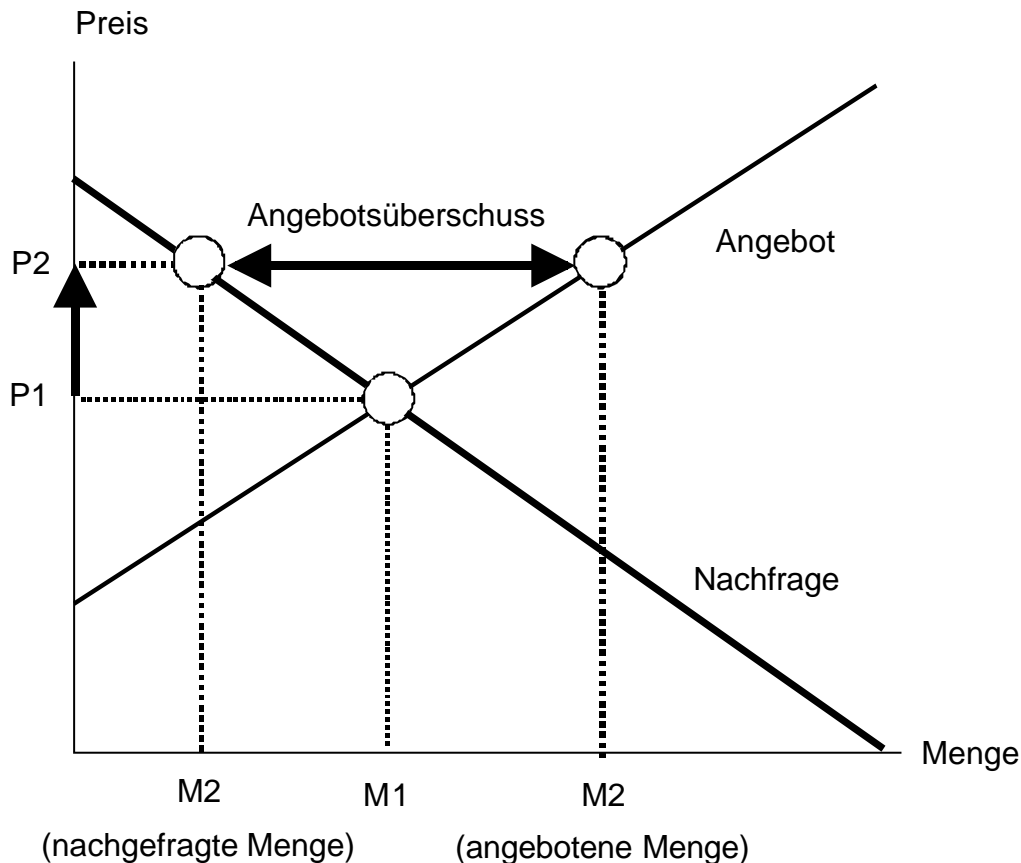 Preis
Angebotsüberschuss
Angebot
P2
P1
Nachfrage
Menge
M2
M1
M2
(nachgefragte Menge)
(angebotene Menge)